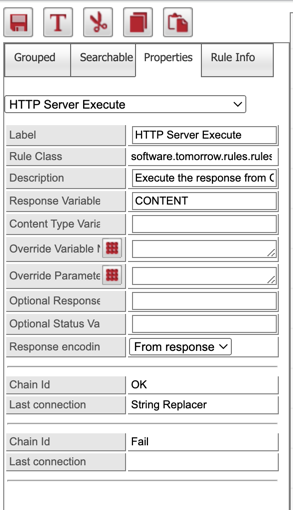 T
Grouped Searchable Properties Rule Info
HTTP Server Execute
Label HTTP Server Execute
Rule Class software.tomorrow.rules.rules
Description Execute the response from
Response Variable CONTENT
Content Type Varia
Override Variable
Override Paramete
Optional Response
Optional Status Va
Response encodin From response
Chain Id OK
Last connection String Replacer
Chain Id Fail
Last connection